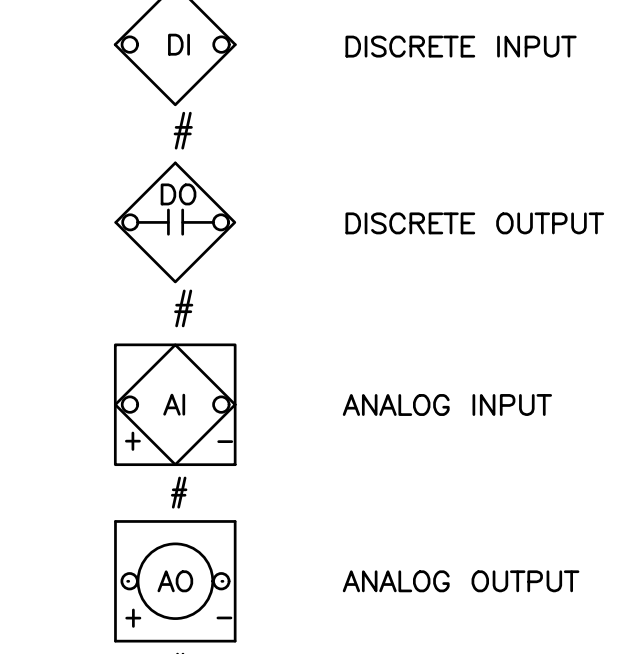 DI DISCRETE INPUT
#
DO DISCRETE OUTPUT
#
AI ANALOG INPUT
+ −
#
AO ANALOG OUTPUT
+ −